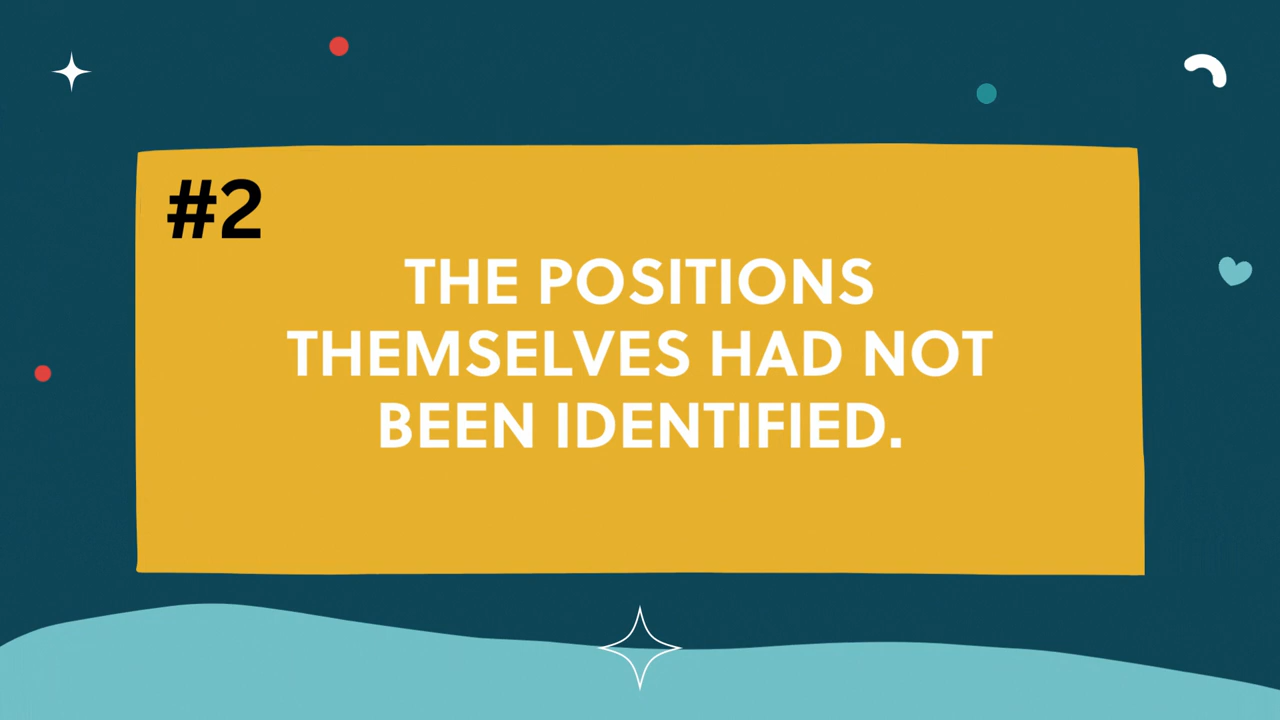 #2
THE POSITIONS
THEMSELVES HAD NOT
BEEN IDENTIFIED.